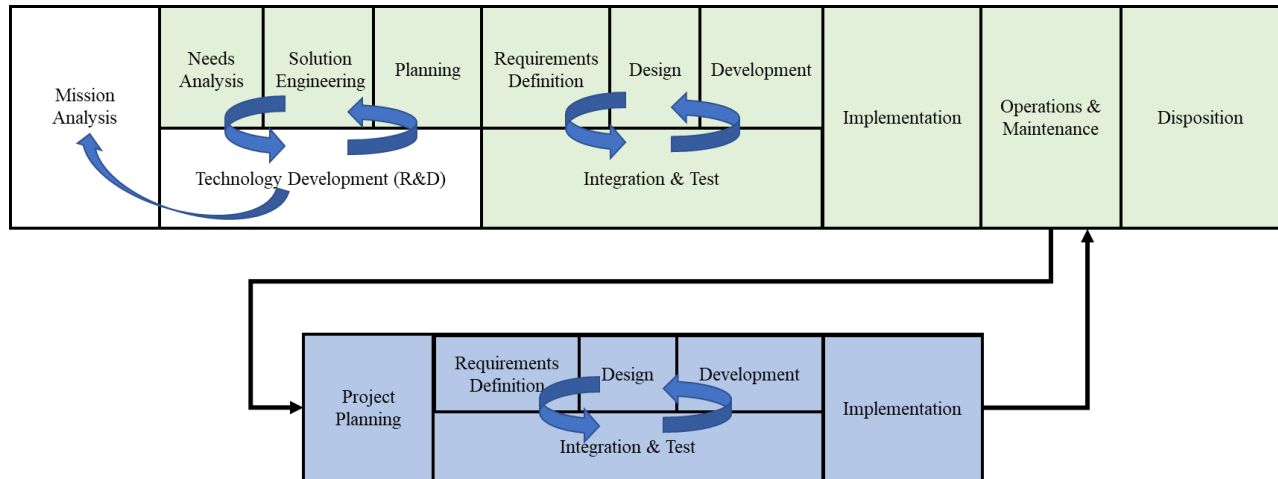 Mission
Analysis
Needs
Analysis
Solution
Engineering
Planning
Technology Development (R&D)
Requirements
Definition
Design
Development
Integration & Test
Implementation
Operations &
Maintenance
Disposition
Project
Planning
Requirements
Definition
Design
Development
Integration & Test
Implementation